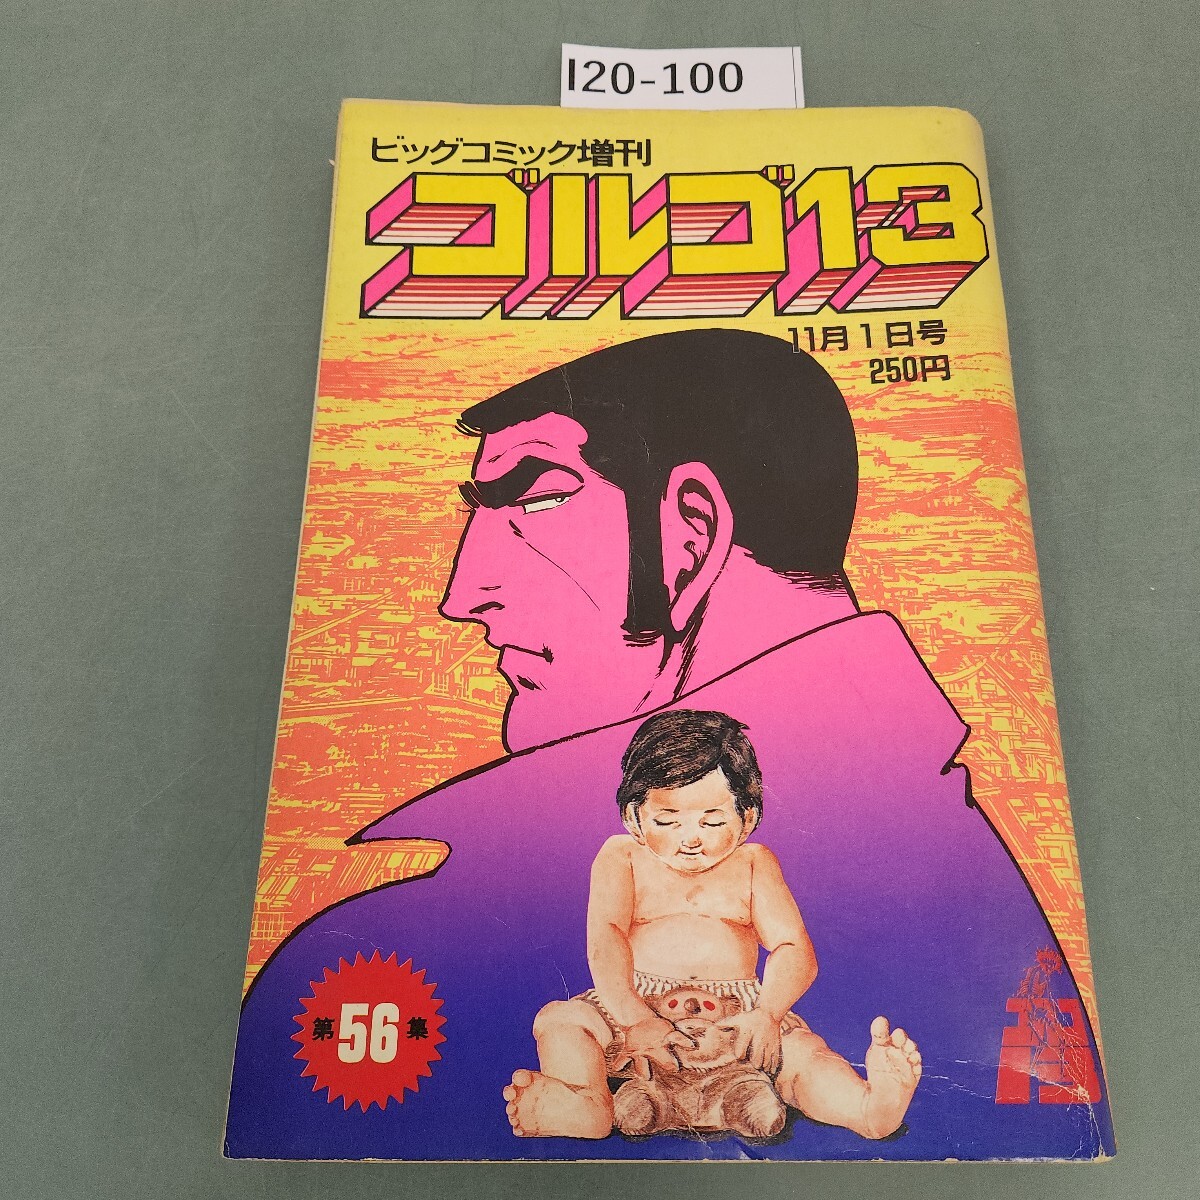 I20-100
ビッグコミック増刊
ゴルゴ13
11月1日号
250円
第56集